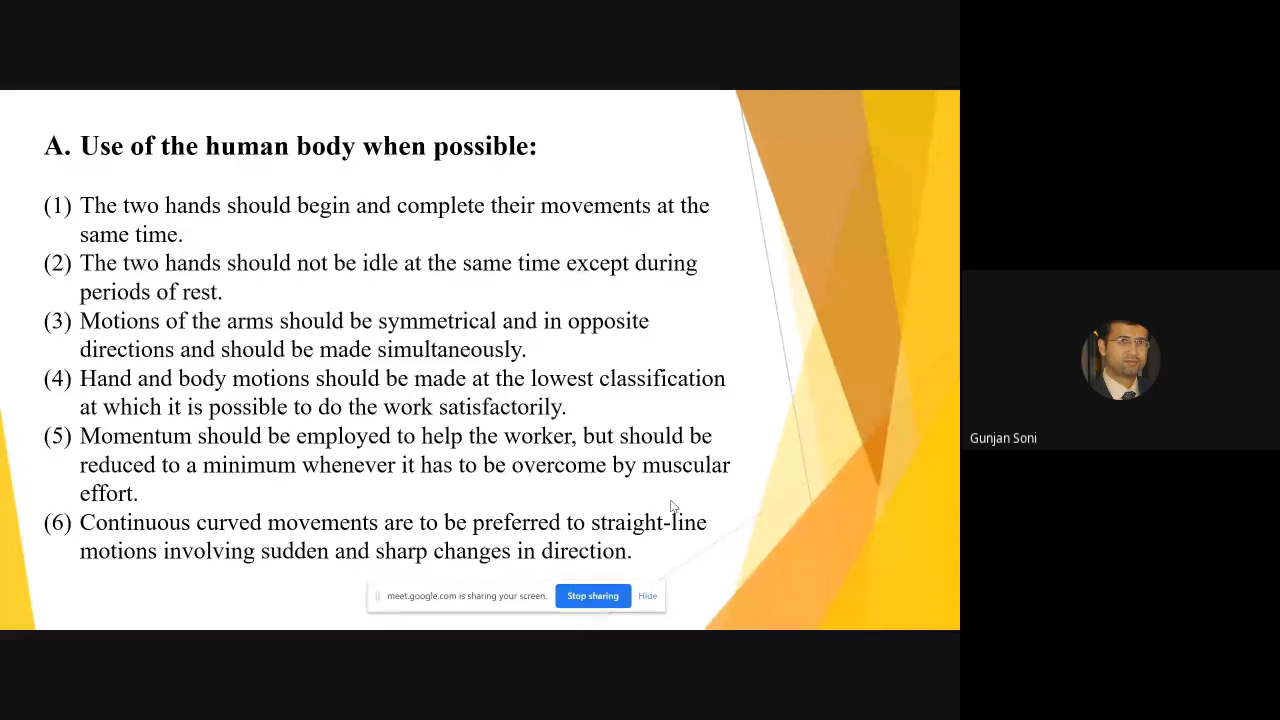 A. Use of the human body when possible:
(1) The two hands should begin and complete their movements at the
same time.
(2) The two hands should not be idle at the same time except during
periods of rest.
(3) Motions of the arms should be symmetrical and in opposite
directions and should be made simultaneously.
(4) Hand and body motions should be made at the lowest classification
at which it is possible to do the work satisfactorily.
(5) Momentum should be employed to help the worker, but should be
reduced to a minimum whenever it has to be overcome by muscular
effort.
(6) Continuous curved movements are to be preferred to straight-line
motions involving sudden and sharp changes in direction.
meet.google.com is sharing your screen. Stop sharing Hide
Gunjan Soni